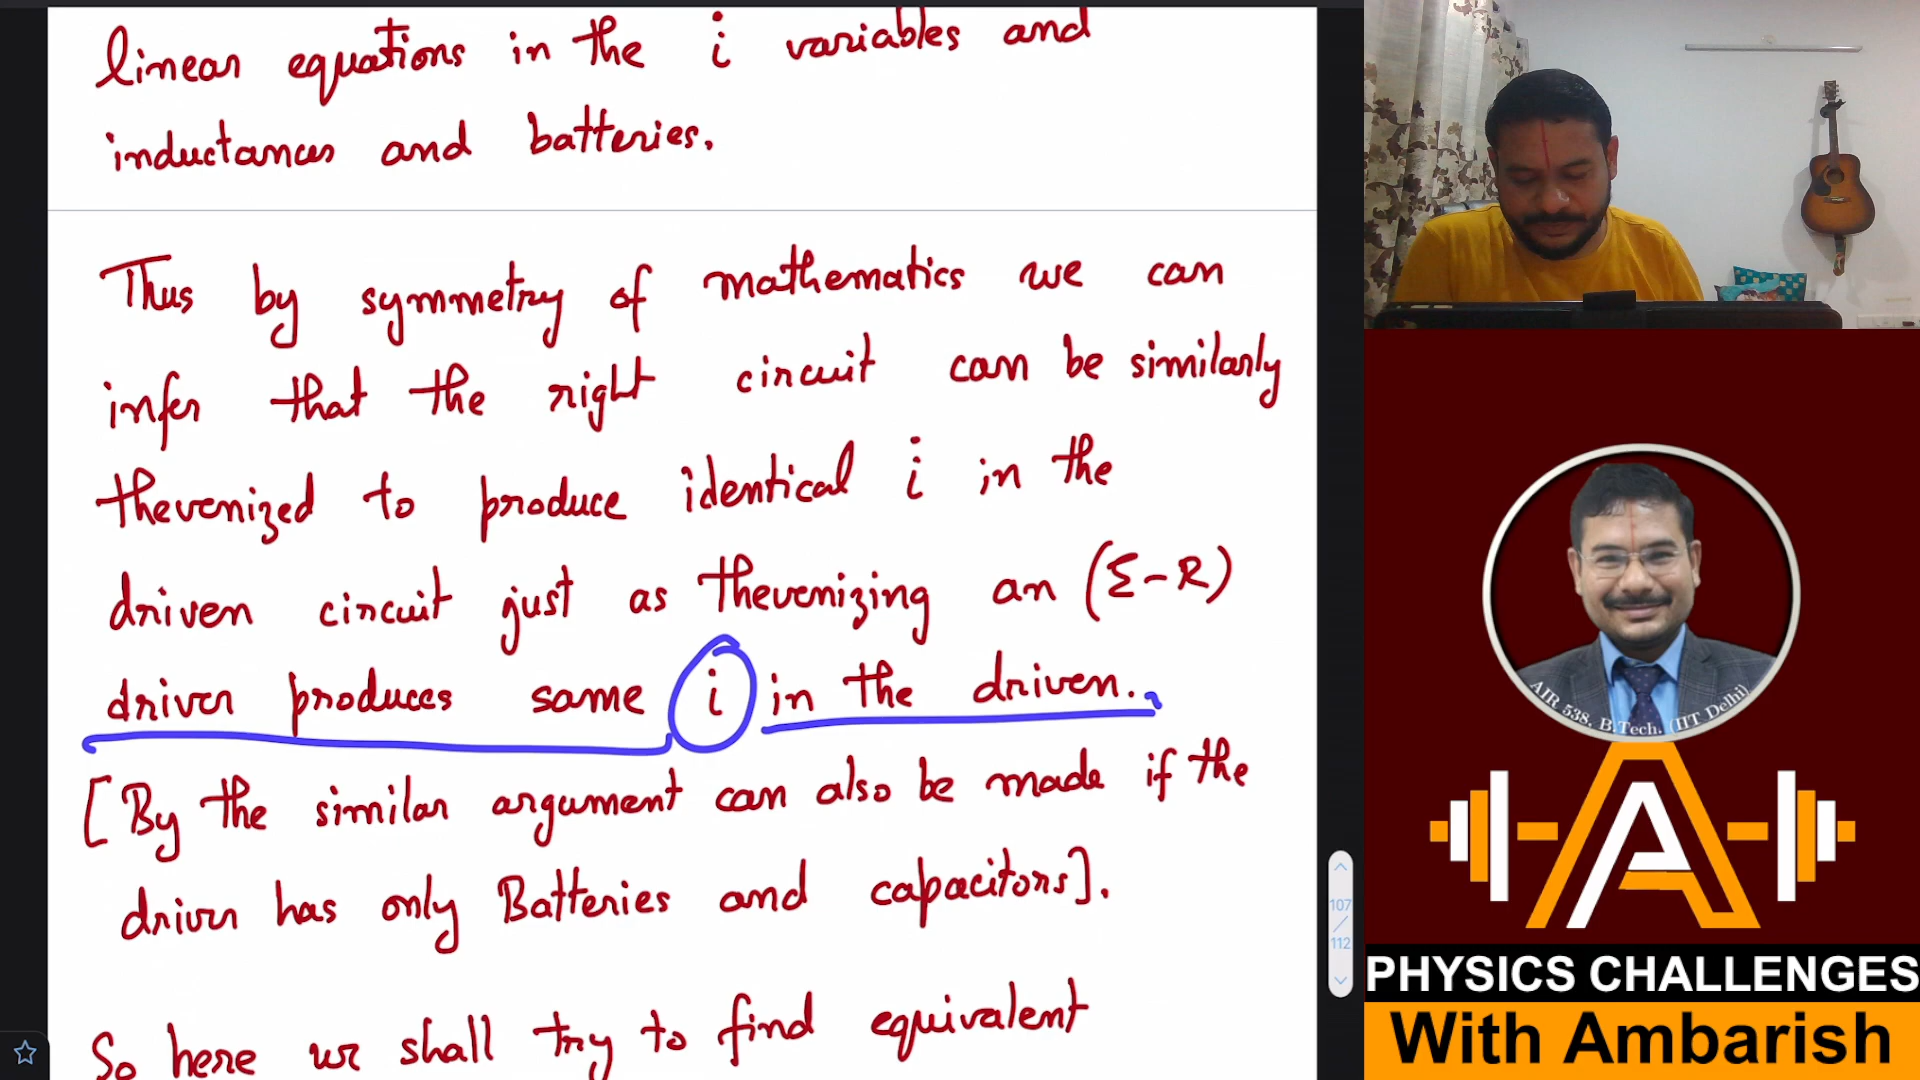 linear equations in the i variables and
inductances and batteries.
Thus by symmetry of mathematics we can
infer that the right circuit can be similarly
thevenized to produce identical i in the
driven circuit just as thevenizing an (Σ-R)
driver produces same i in the driven.
[By the similar argument can also be made if the
driver has only Batteries and capacitors].
So here we shall try to find equivalent
107
/
112
AIR 538, B.Tech. (IIT Delhi)
PHYSICS CHALLENGES
With Ambarish